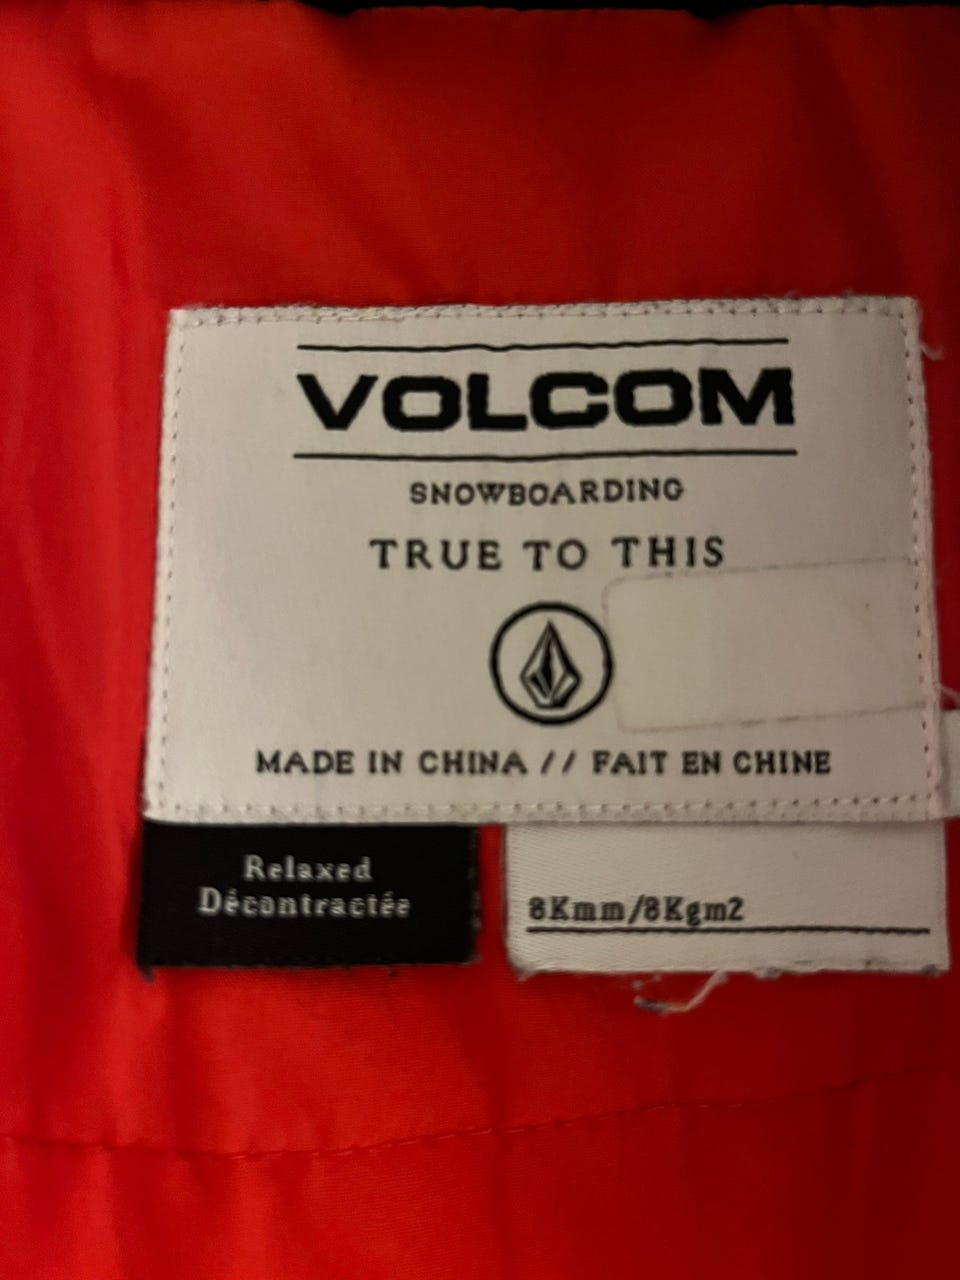 VOLCOM
SNOWBOARDING
TRUE TO THIS
MADE IN CHINA // FAIT EN CHINE
Relaxed
Décontractée
8Kmm/8Kgm2